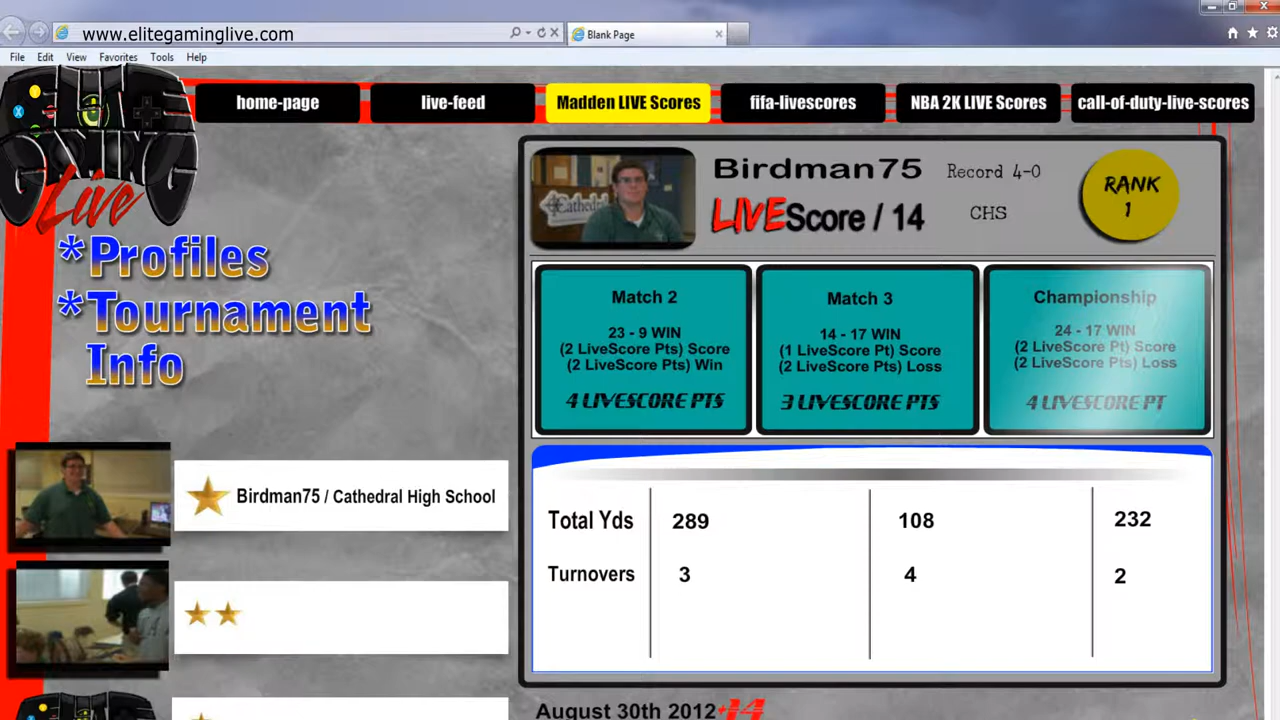 www.elitegaminglive.com
Blank Page
File Edit View Favorites Tools Help
ELITE
GAMING
Live
home-page
live-feed
Madden LIVE Scores
fifa-livescores
NBA 2K LIVE Scores
call-of-duty-live-scores
*Profiles
*Tournament
Info
Birdman75 / Cathedral High School
Cathedral
Birdman75
Record 4-0
LIVEScore / 14
CHS
RANK
1
Match 2
23 - 9 WIN
(2 LiveScore Pts) Score
(2 LiveScore Pts) Win
4 LIVESCORE PTS
Match 3
14 - 17 WIN
(1 LiveScore Pt) Score
(2 LiveScore Pts) Loss
3 LIVESCORE PTS
Championship
24 - 17 WIN
(2 LiveScore Pt) Score
(2 LiveScore Pts) Loss
4 LIVESCORE PT
Total Yds 289 108 232
Turnovers 3 4 2
August 30th 2012 +14